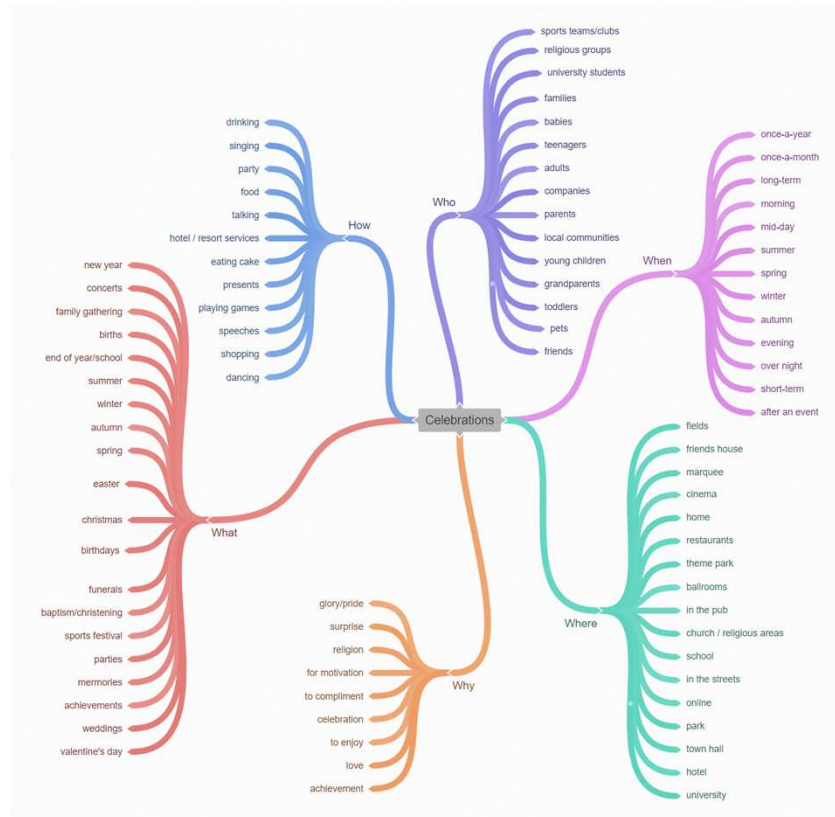 Celebrations
Who
sports teams/clubs
religious groups
university students
families
babies
teenagers
adults
companies
parents
local communities
young children
grandparents
toddlers
pets
friends
When
once-a-year
once-a-month
long-term
morning
mid-day
summer
spring
winter
autumn
evening
over night
short-term
after an event
Where
fields
friends house
marquee
cinema
home
restaurants
theme park
ballrooms
in the pub
church / religious areas
school
in the streets
online
park
town hall
hotel
university
Why
glory/pride
surprise
religion
for motivation
to compliment
celebration
to enjoy
love
achievement
What
new year
concerts
family gathering
births
end of year/school
summer
winter
autumn
spring
easter
christmas
birthdays
funerals
baptism/christening
sports festival
parties
mermories
achievements
weddings
valentine's day
How
drinking
singing
party
food
talking
hotel / resort services
eating cake
presents
playing games
speeches
shopping
dancing